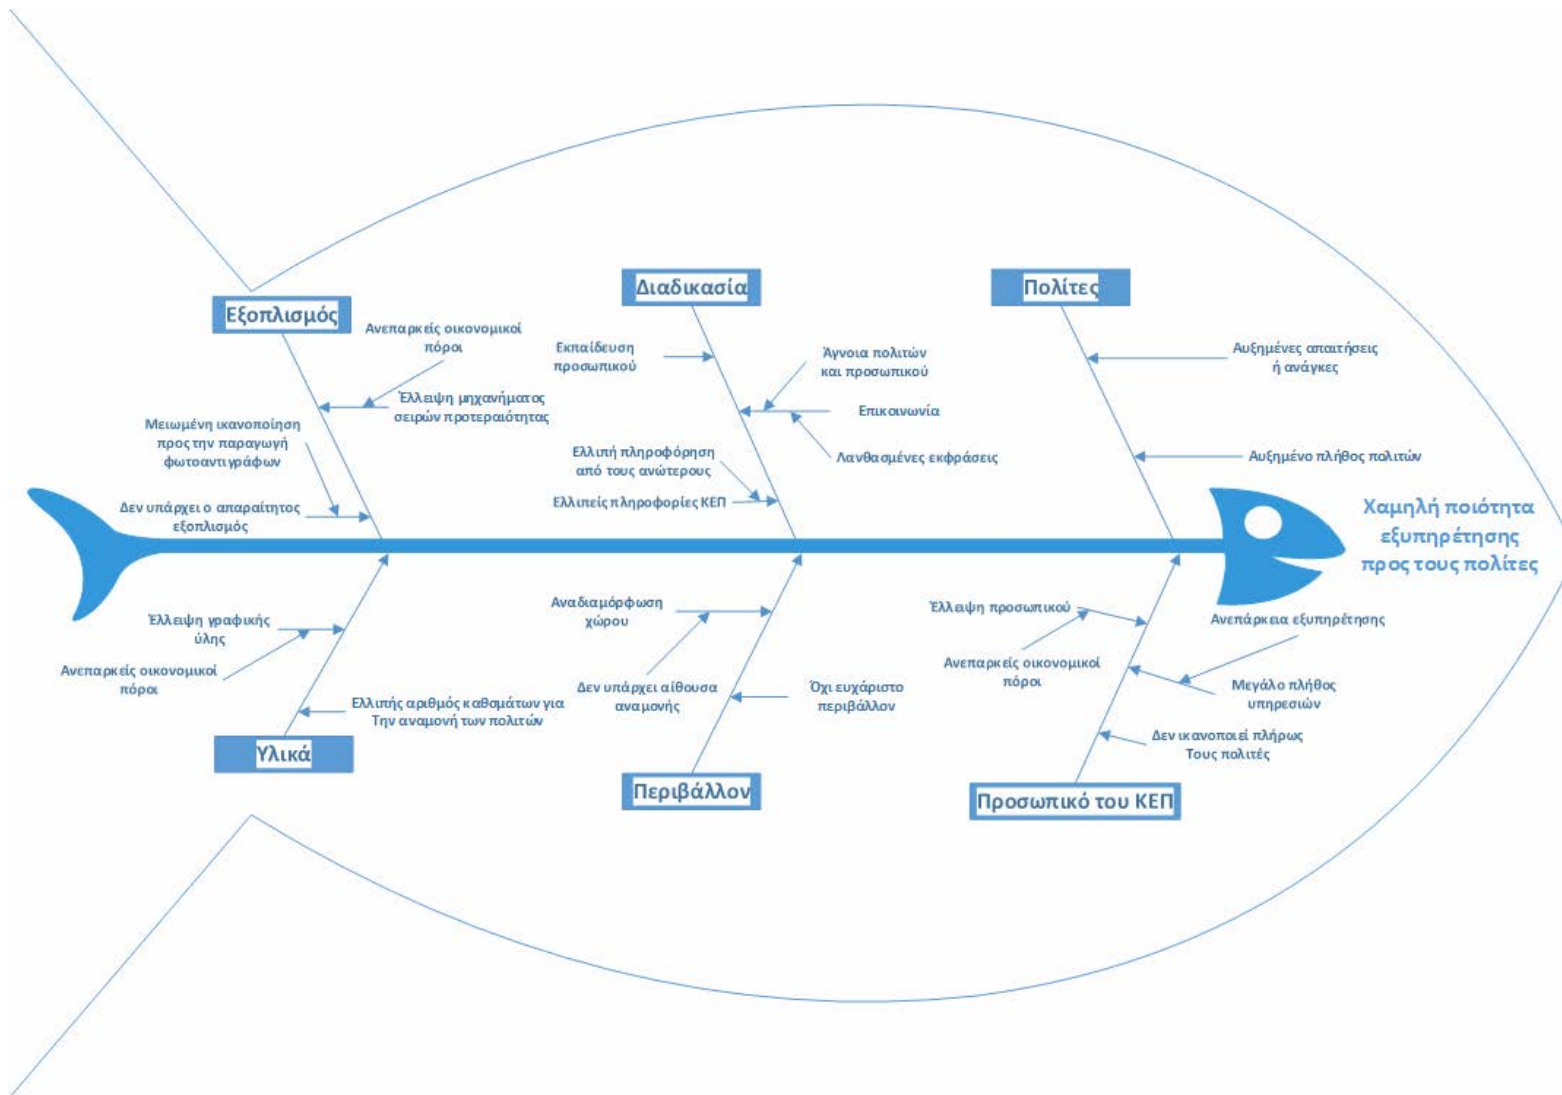 Εξοπλισμός
Ανεπαρκείς οικονομικοί
πόροι
Έλλειψη μηχανήματος
σειρών προτεραιότητας
Μειωμένη ικανοποίηση
προς την παραγωγή
φωτοαντιγράφων
Δεν υπάρχει ο απαραίτητος
εξοπλισμός
Διαδικασία
Εκπαίδευση
προσωπικού
Άγνοια πολιτών
και προσωπικού
Επικοινωνία
Λανθασμένες εκφράσεις
Ελλιπή πληροφόρηση
από τους ανώτερους
Ελλιπείς πληροφορίες ΚΕΠ
Πολίτες
Αυξημένες απαιτήσεις
ή ανάγκες
Αυξημένο πλήθος πολιτών
Χαμηλή ποιότητα
εξυπηρέτησης
προς τους πολίτες
Έλλειψη γραφικής
ύλης
Ανεπαρκείς οικονομικοί
πόροι
Ελλιπής αριθμός καθσμάτων για
Την αναμονή των πολιτών
Υλικά
Αναδιαμόρφωση
χώρου
Δεν υπάρχει αίθουσα
αναμονής
Όχι ευχάριστο
περιβάλλον
Περιβάλλον
Έλλειψη προσωπικού
Ανεπαρκείς οικονομικοί
πόροι
Ανεπάρκεια εξυπηρέτησης
Μεγάλο πλήθος
υπηρεσιών
Δεν ικανοποιεί πλήρως
Τους πολιτές
Προσωπικό του ΚΕΠ